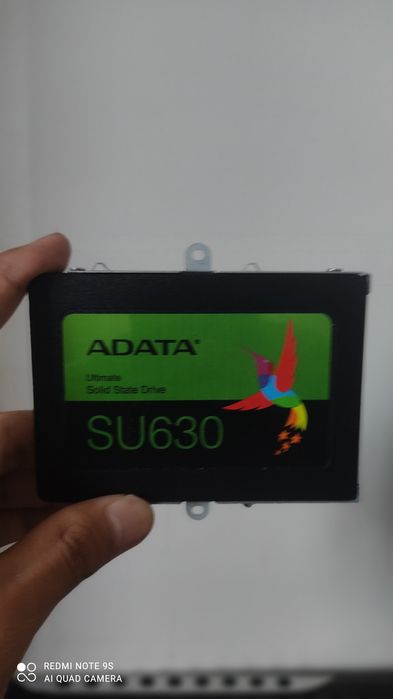 ADATA®
Ultimate
Solid State Drive
SU630
REDMI NOTE 9S
AI QUAD CAMERA